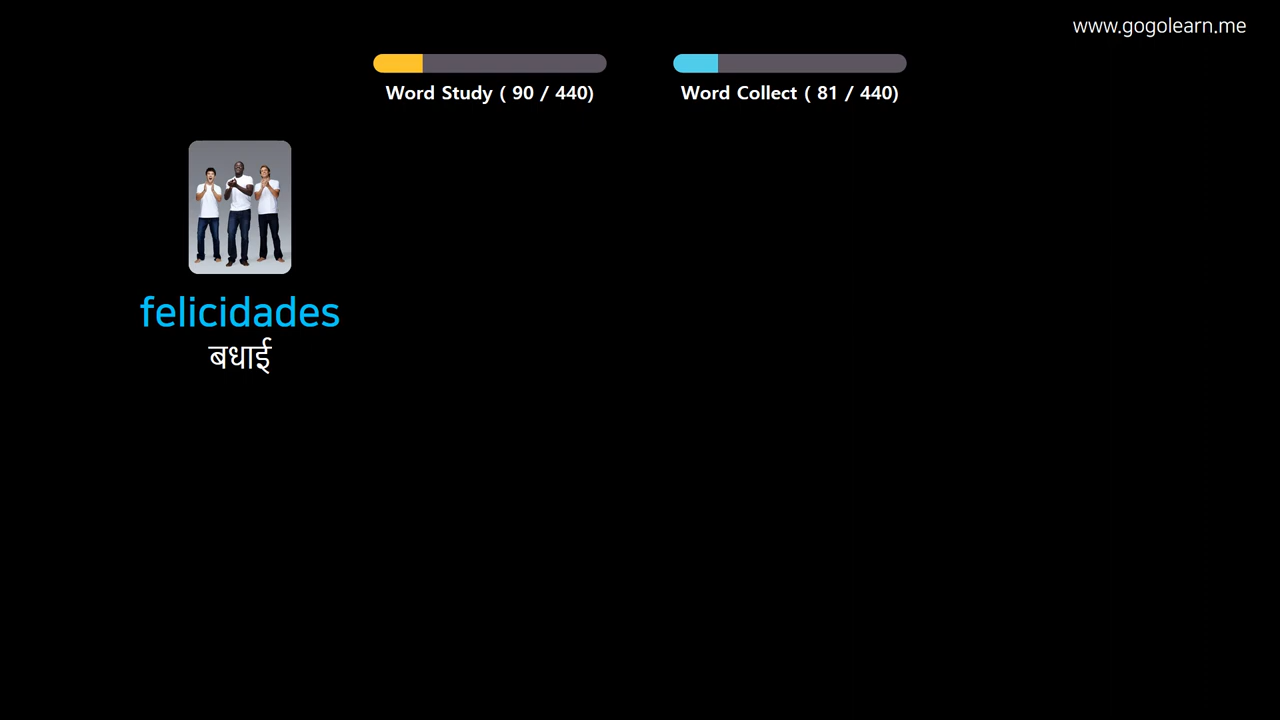 www.gogolearn.me
Word Study ( 90 / 440)
Word Collect ( 81 / 440)
felicidades
बधाई